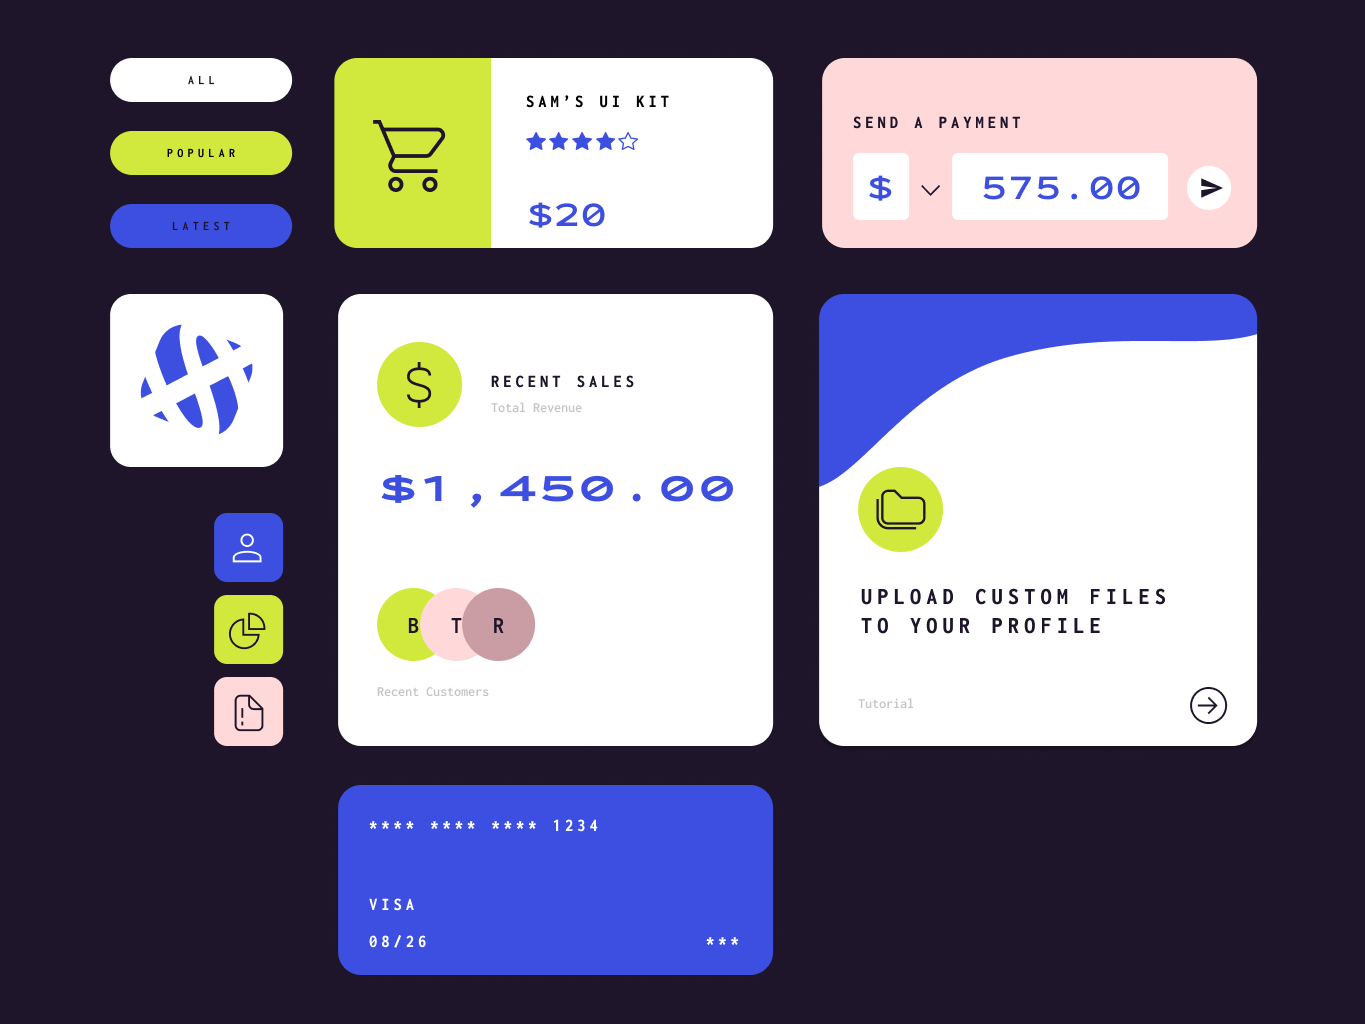 ALL
POPULAR
LATEST
SAM'S UI KIT
$20
SEND A PAYMENT
$ 575.00
$
RECENT SALES
Total Revenue
$1,450.00
B T R
Recent Customers
UPLOAD CUSTOM FILES
TO YOUR PROFILE
Tutorial
**** **** **** 1234
VISA
08/26 ***